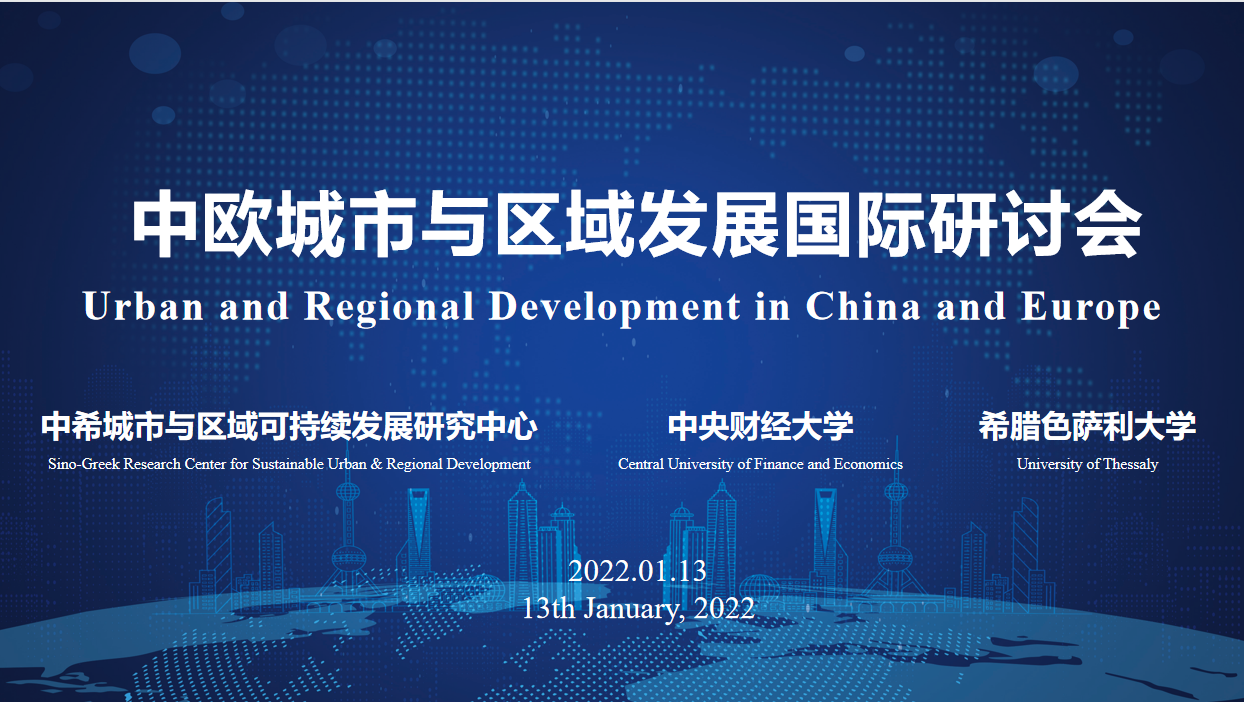 中欧城市与区域发展国际研讨会
Urban and Regional Development in China and Europe
中希城市与区域可持续发展研究中心
Sino-Greek Research Center for Sustainable Urban & Regional Development
中央财经大学
Central University of Finance and Economics
希腊色萨利大学
University of Thessaly
2022.01.13
13th January, 2022